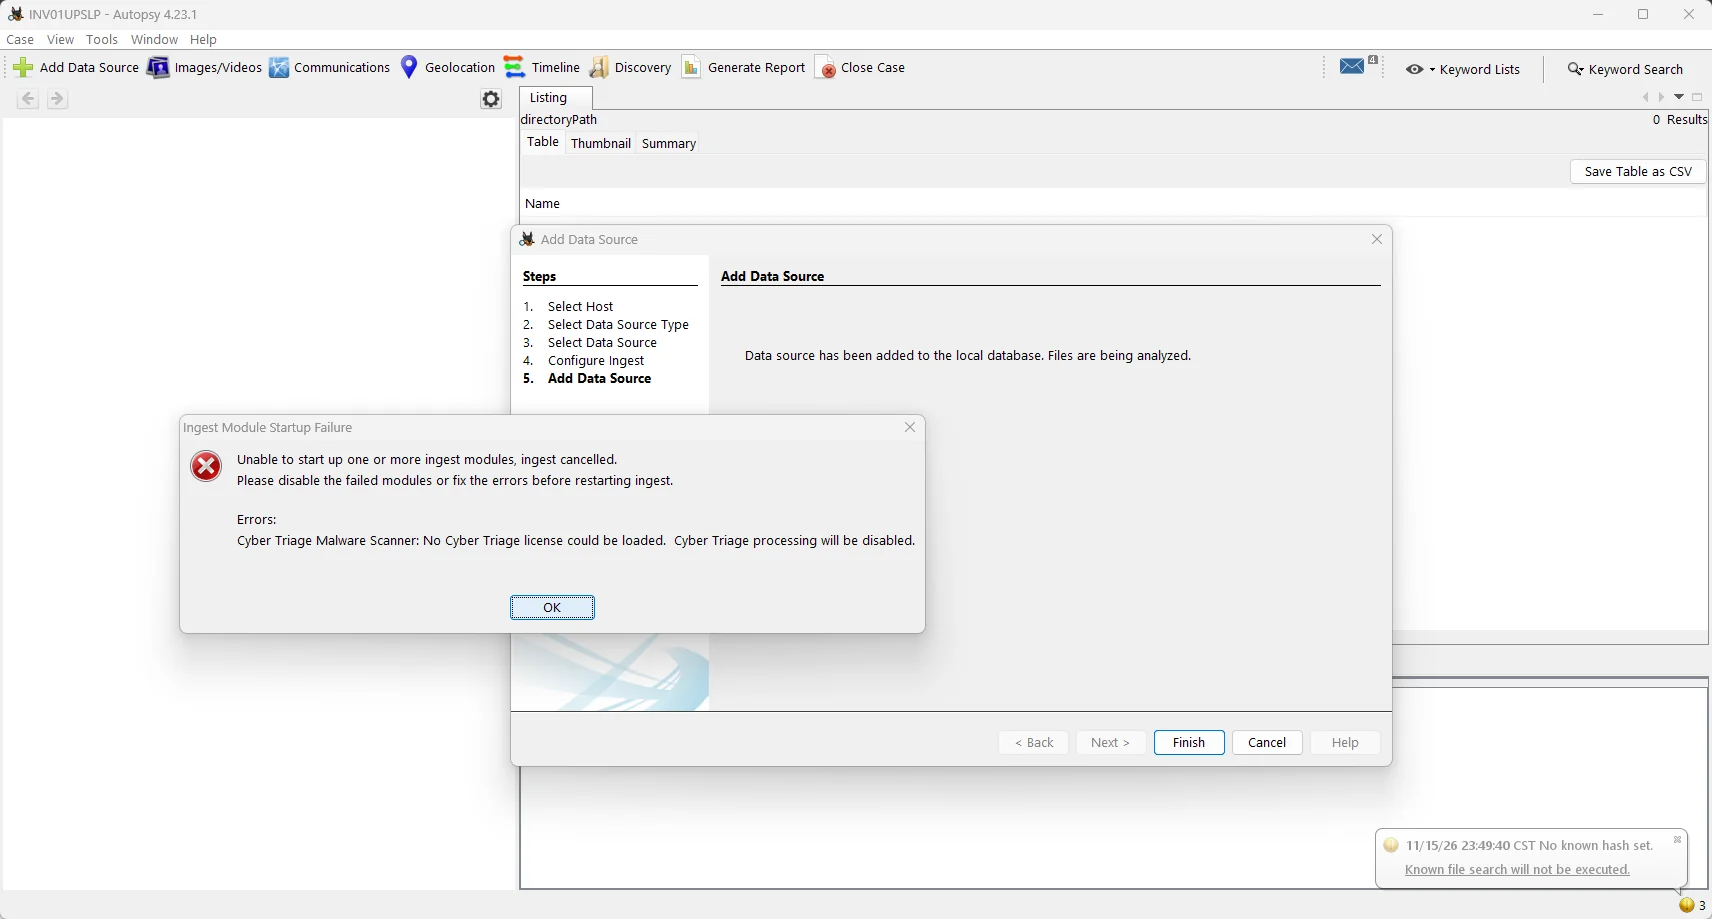 INV01UPSLP - Autopsy 4.23.1
Case View Tools Window Help
Add Data Source Images/Videos Communications Geolocation Timeline Discovery Generate Report Close Case 4 Keyword Lists Keyword Search
Listing
directoryPath 0 Results
Table Thumbnail Summary
Save Table as CSV
Name
Add Data Source
Steps
1. Select Host
2. Select Data Source Type
3. Select Data Source
4. Configure Ingest
5. Add Data Source
Add Data Source
Data source has been added to the local database. Files are being analyzed.
Ingest Module Startup Failure
Unable to start up one or more ingest modules, ingest cancelled.
Please disable the failed modules or fix the errors before restarting ingest.
Errors:
Cyber Triage Malware Scanner: No Cyber Triage license could be loaded.  Cyber Triage processing will be disabled.
OK
< Back Next > Finish Cancel Help
11/15/26 23:49:40 CST No known hash set.
Known file search will not be executed.
3